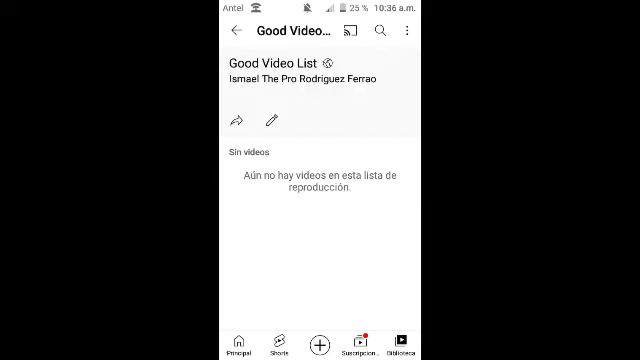 Antel 25 % 10:36 a.m.
Good Video...
Good Video List
Ismael The Pro Rodriguez Ferrao
Sin videos
Aún no hay videos en esta lista de
reproducción.
Principal Shorts Suscripcion... Biblioteca